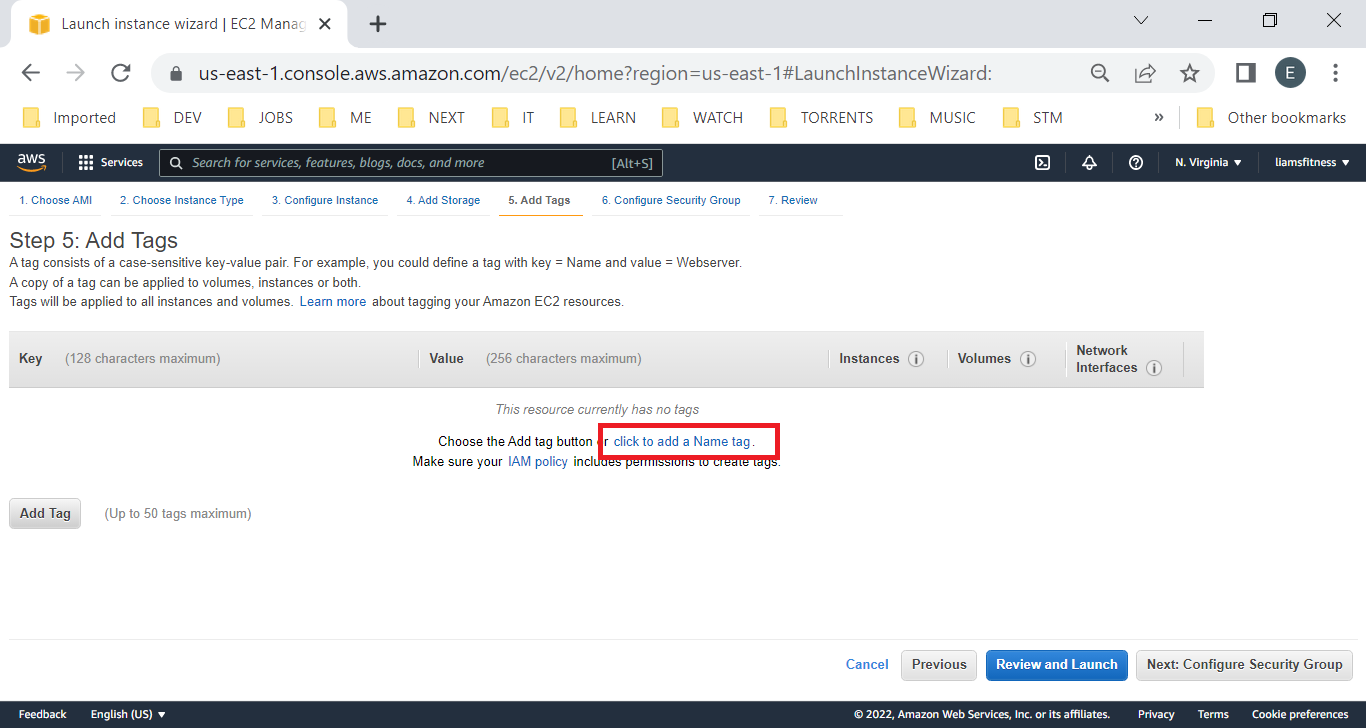 Launch instance wizard | EC2 Manag
us-east-1.console.aws.amazon.com/ec2/v2/home?region=us-east-1#LaunchInstanceWizard:
E
Imported DEV JOBS ME NEXT IT LEARN WATCH TORRENTS MUSIC STM » Other bookmarks
aws Services Search for services, features, blogs, docs, and more [Alt+S] N. Virginia liamsfitness
1. Choose AMI 2. Choose Instance Type 3. Configure Instance 4. Add Storage 5. Add Tags 6. Configure Security Group 7. Review
Step 5: Add Tags
A tag consists of a case-sensitive key-value pair. For example, you could define a tag with key = Name and value = Webserver.
A copy of a tag can be applied to volumes, instances or both.
Tags will be applied to all instances and volumes. Learn more about tagging your Amazon EC2 resources.
Key (128 characters maximum) Value (256 characters maximum) Instances Volumes Network Interfaces
This resource currently has no tags
Choose the Add tag button or click to add a Name tag.
Make sure your IAM policy includes permissions to create tags.
Add Tag (Up to 50 tags maximum)
Cancel Previous Review and Launch Next: Configure Security Group
Feedback English (US) © 2022, Amazon Web Services, Inc. or its affiliates. Privacy Terms Cookie preferences